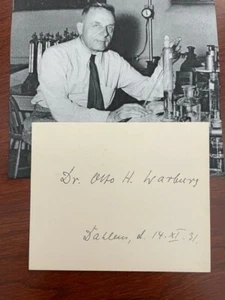 Dr. Otto H. Warburg
Dahlem, d. 14. XI. 31.